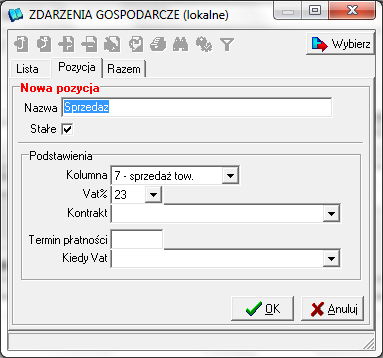 ZDARZENIA GOSPODARCZE (lokalne)
Wybierz
Lista Pozycja Razem
Nowa pozycja
Nazwa Sprzedaż
Stałe
Podstawienia
Kolumna 7 - sprzedaż tow.
Vat% 23
Kontrakt
Termin płatności
Kiedy Vat
OK Anuluj